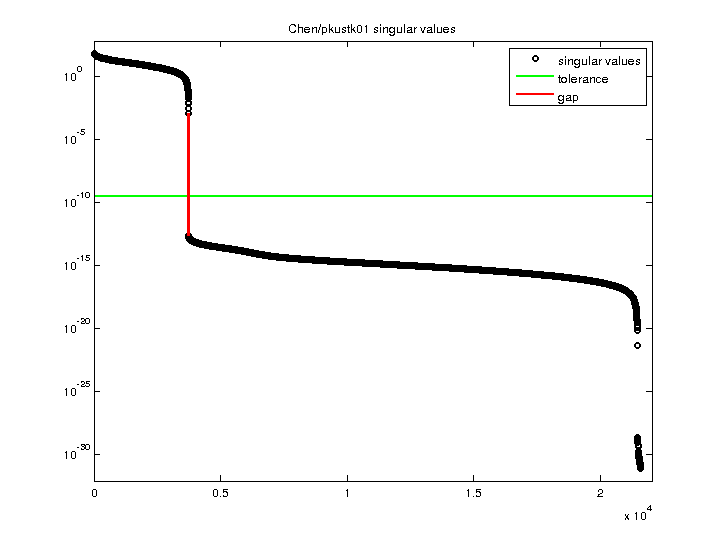 Chen/pkustk01 singular values
singular values
tolerance
gap
10^0
10^-5
10^-10
10^-15
10^-20
10^-25
10^-30
0 0.5 1 1.5 2
x 10^4